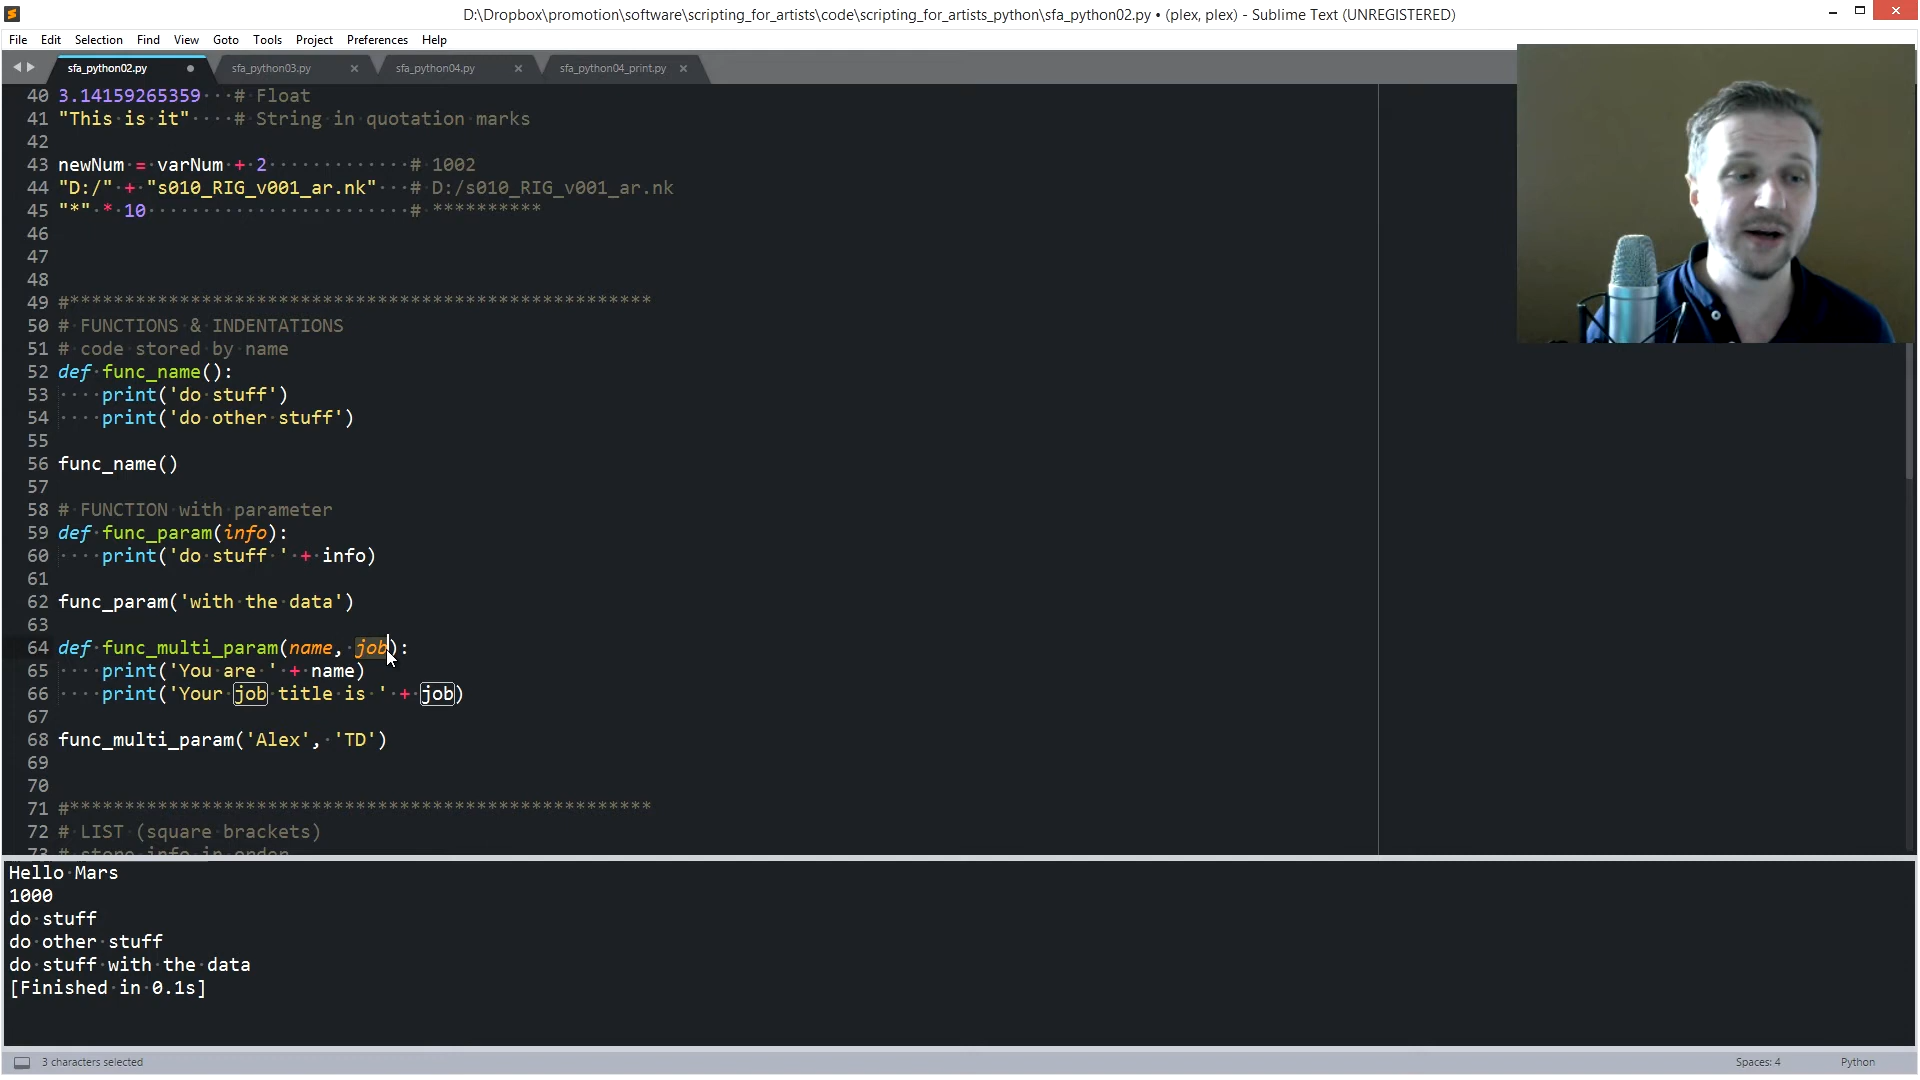 D:\Dropbox\promotion\software\scripting_for_artists\code\scripting_for_artists_python\sfa_python02.py • (plex, plex) - Sublime Text (UNREGISTERED)
File Edit Selection Find View Goto Tools Project Preferences Help
sfa_python02.py sfa_python03.py sfa_python04.py sfa_python04_print.py
40 3.14159265359 # Float
41 "This is it" # String in quotation marks
42
43 newNum = varNum + 2 # 1002
44 "D:/" + "s010_RIG_v001_ar.nk" # D:/s010_RIG_v001_ar.nk
45 "*" * 10 # **********
46
47
48
49 #*****************************************************
50 # FUNCTIONS & INDENTATIONS
51 # code stored by name
52 def func_name():
53 print('do stuff')
54 print('do other stuff')
55
56 func_name()
57
58 # FUNCTION with parameter
59 def func_param(info):
60 print('do stuff ' + info)
61
62 func_param('with the data')
63
64 def func_multi_param(name, job):
65 print('You are ' + name)
66 print('Your job title is ' + job)
67
68 func_multi_param('Alex', 'TD')
69
70
71 #*****************************************************
72 # LIST (square brackets)
73 # store info in order
Hello Mars
1000
do stuff
do other stuff
do stuff with the data
[Finished in 0.1s]
3 characters selected Spaces: 4 Python